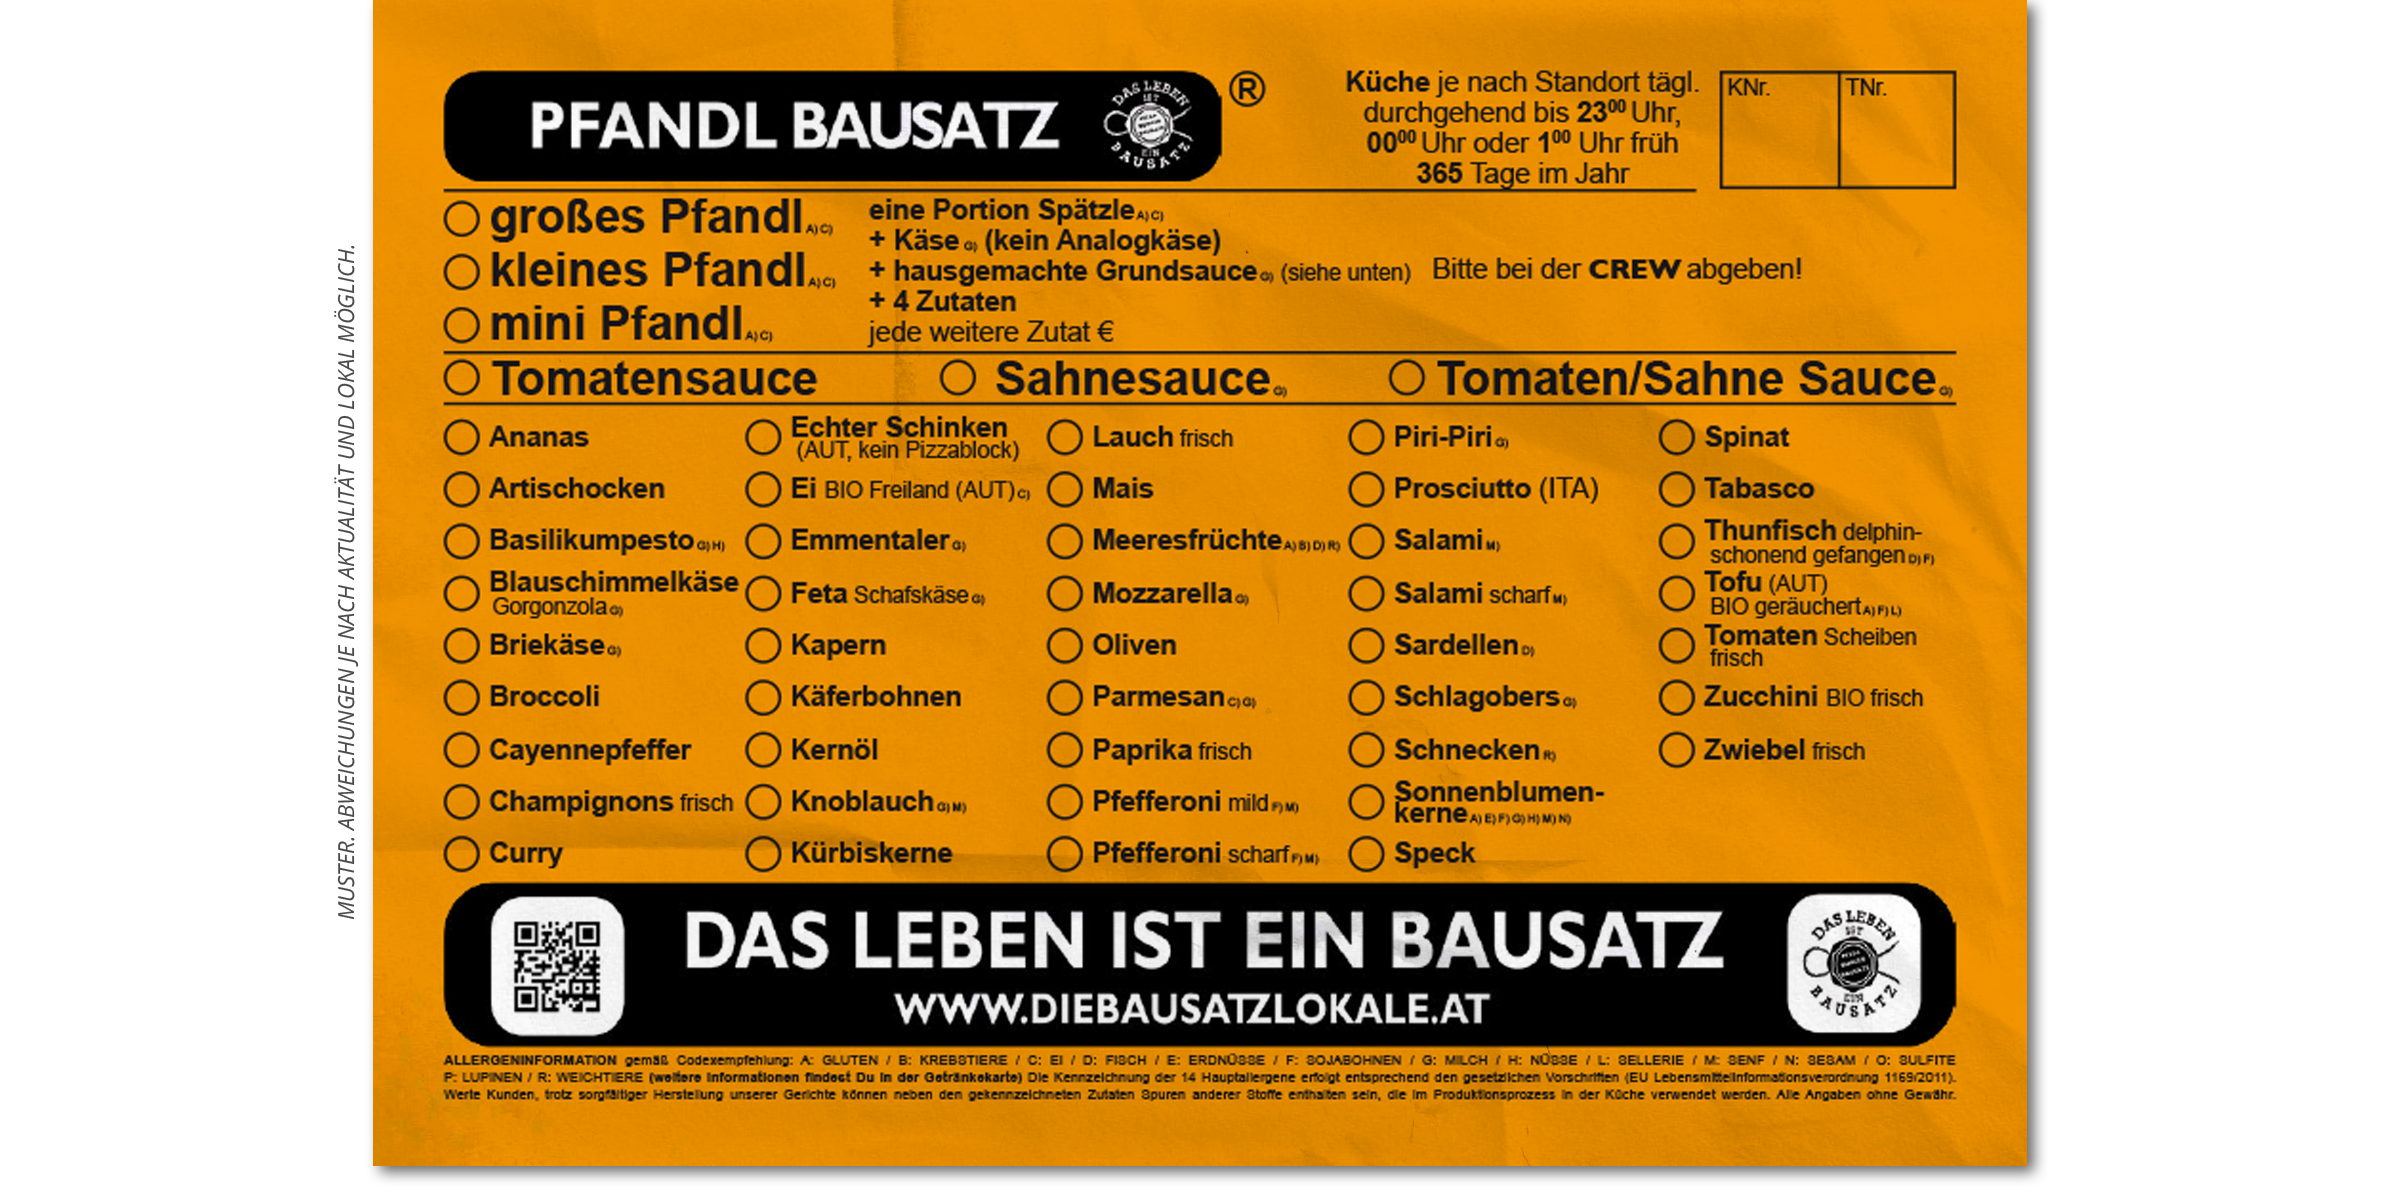 MUSTER. ABWEICHUNGEN JE NACH AKTUALITÄT UND LOKAL MÖGLICH.
PFANDL BAUSATZ
DAS LEBEN
IST
EIN
BAUSATZ
®
Küche je nach Standort tägl.
durchgehend bis 23⁰⁰ Uhr,
00⁰⁰ Uhr oder 1⁰⁰ Uhr früh
365 Tage im Jahr
KNr.
TNr.
großes Pfandl A) C)
kleines Pfandl A) C)
mini Pfandl A) C)
eine Portion Spätzle A) C)
+ Käse G) (kein Analogkäse)
+ hausgemachte Grundsauce G) (siehe unten)
+ 4 Zutaten
jede weitere Zutat €
Bitte bei der CREW abgeben!
Tomatensauce
Sahnesauce G)
Tomaten/Sahne Sauce G)
Ananas
Artischocken
Basilikumpesto G) H)
Blauschimmelkäse
Gorgonzola G)
Briekäse G)
Broccoli
Cayennepfeffer
Champignons frisch
Curry
Echter Schinken
(AUT, kein Pizzablock)
Ei BIO Freiland (AUT) C)
Emmentaler G)
Feta Schafskäse G)
Kapern
Käferbohnen
Kernöl
Knoblauch G) M)
Kürbiskerne
Lauch frisch
Mais
Meeresfrüchte A) B) D) R)
Mozzarella G)
Oliven
Parmesan C) G)
Paprika frisch
Pfefferoni mild F) M)
Pfefferoni scharf F) M)
Piri-Piri G)
Prosciutto (ITA)
Salami M)
Salami scharf M)
Sardellen D)
Schlagobers G)
Schnecken R)
Sonnenblumen-
kerne A) E) F) G) H) M) N)
Speck
Spinat
Tabasco
Thunfisch delphin-
schonend gefangen D) F)
Tofu (AUT)
BIO geräuchert A) F) L)
Tomaten Scheiben
frisch
Zucchini BIO frisch
Zwiebel frisch
DAS LEBEN IST EIN BAUSATZ
WWW.DIEBAUSATZLOKALE.AT
DAS LEBEN
IST
EIN
BAUSATZ
ALLERGENINFORMATION gemäß Codexempfehlung: A: GLUTEN / B: KREBSTIERE / C: EI / D: FISCH / E: ERDNÜSSE / F: SOJABOHNEN / G: MILCH / H: NÜSSE / L: SELLERIE / M: SENF / N: SESAM / O: SULFITE
P: LUPINEN / R: WEICHTIERE (weitere Informationen findest Du in der Getränkekarte) Die Kennzeichnung der 14 Hauptallergene erfolgt entsprechend den gesetzlichen Vorschriften (EU Lebensmittelinformationsverordnung 1169/2011).
Werte Kunden, trotz sorgfältiger Herstellung unserer Gerichte können neben den gekennzeichneten Zutaten Spuren anderer Stoffe enthalten sein, die im Produktionsprozess in der Küche verwendet werden. Alle Angaben ohne Gewähr.